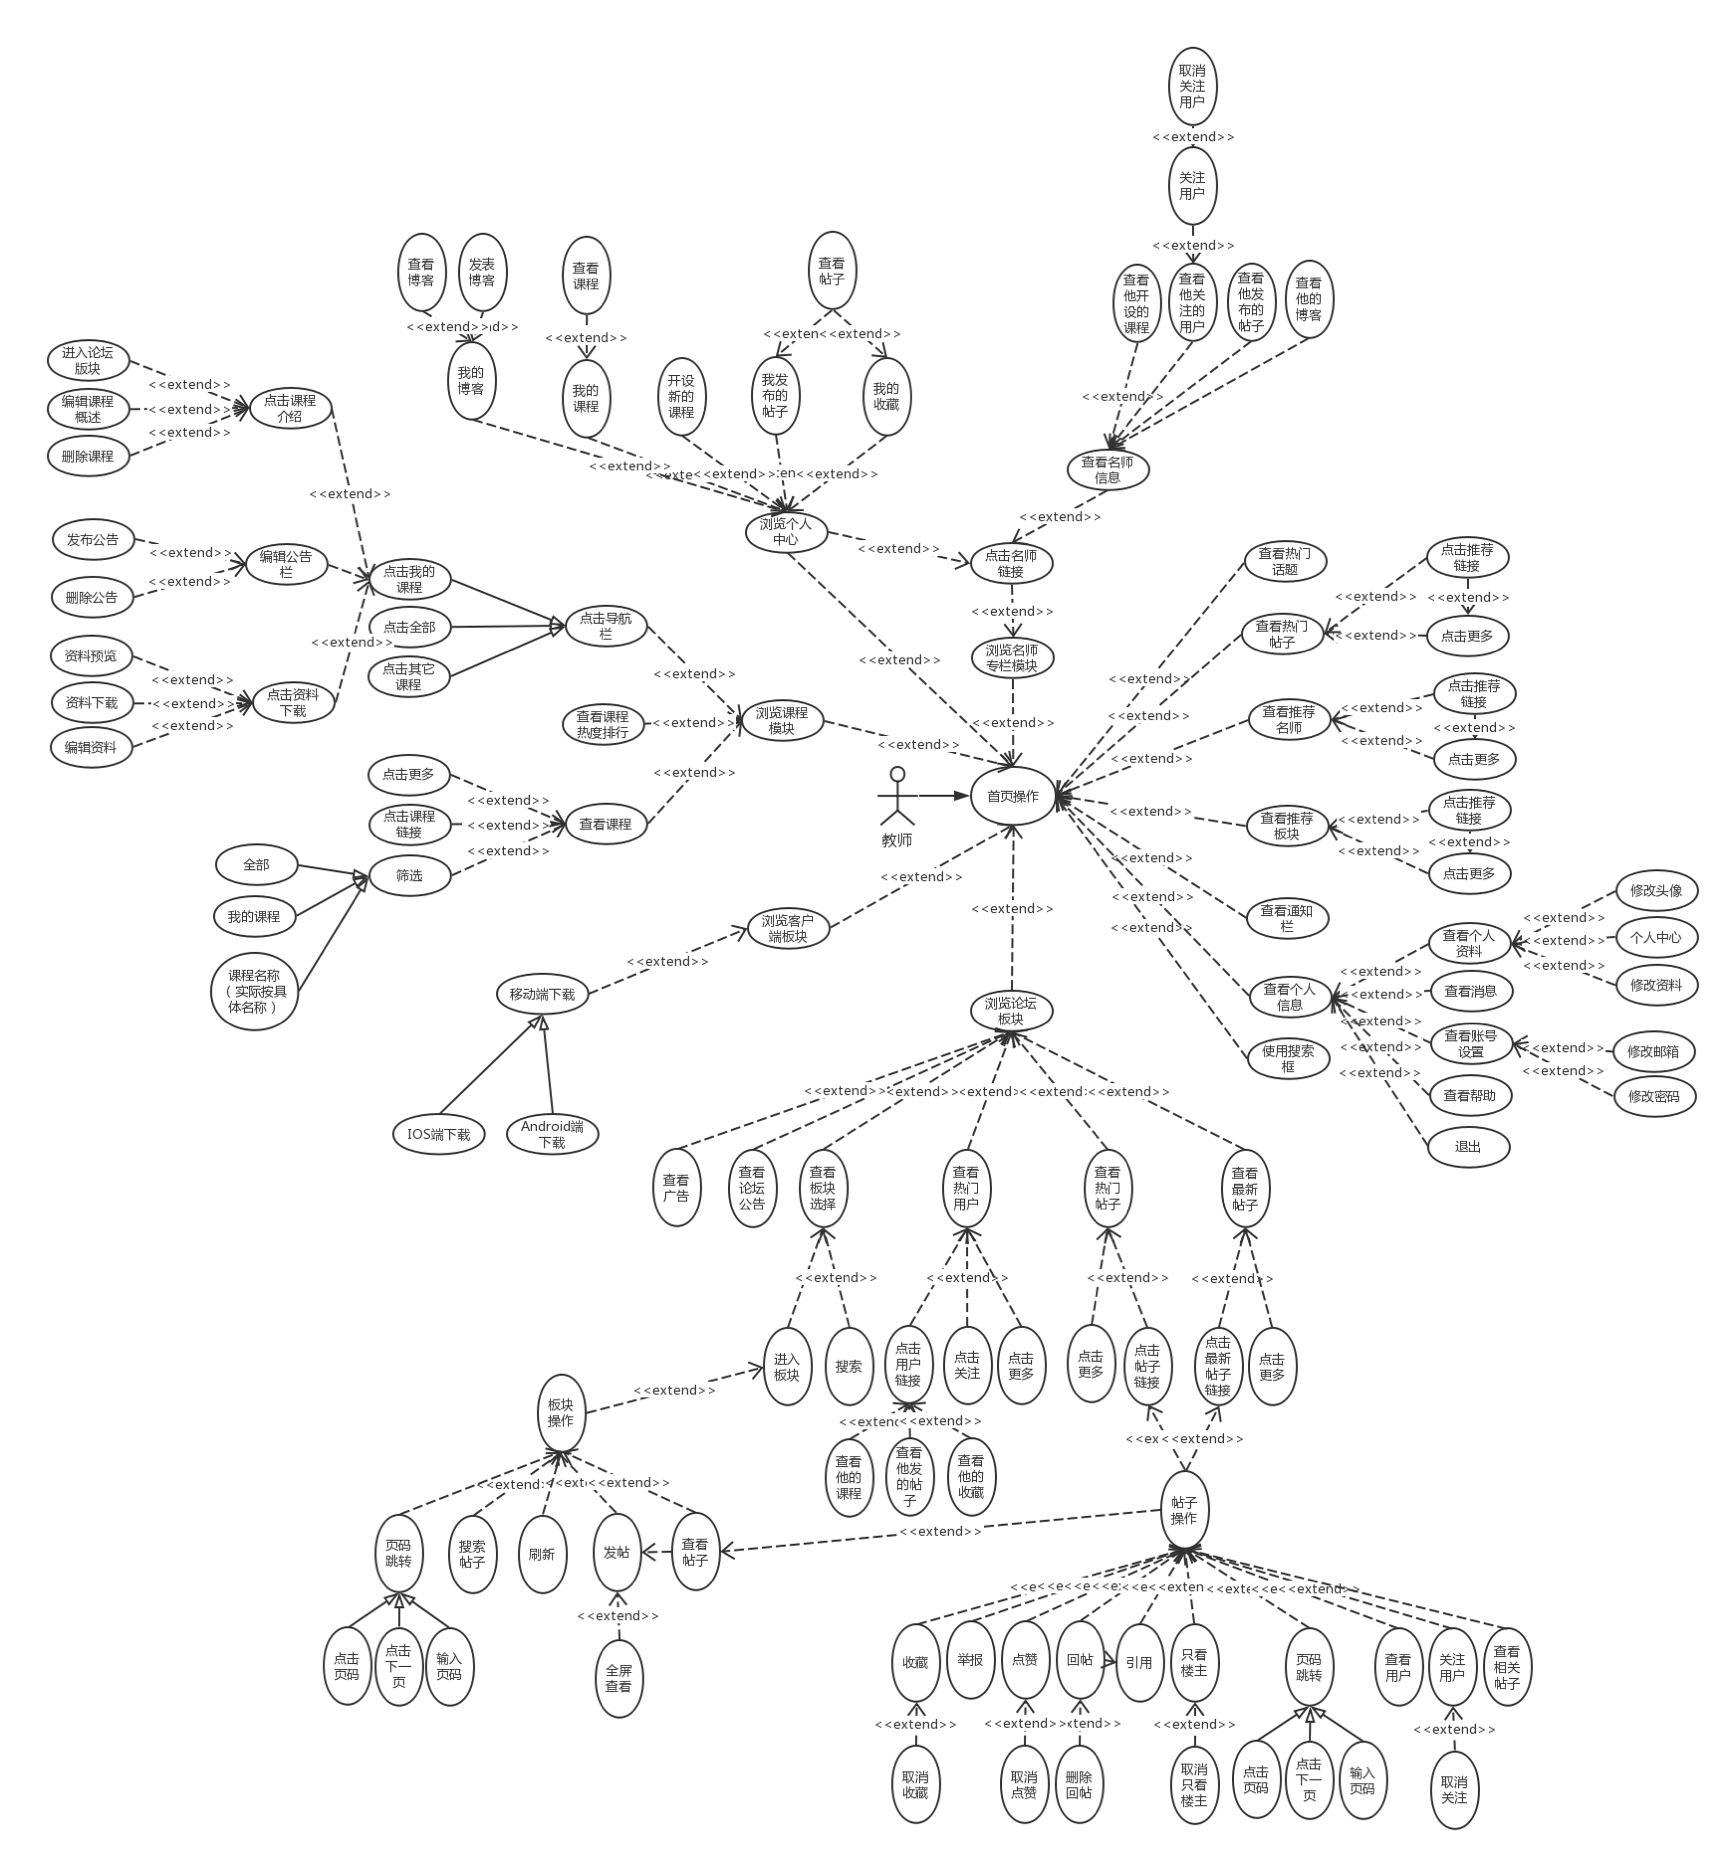 取消
关注
用户
<<extend>>
关注
用户
<<extend>>
查看
他开
设的
课程
查看
他关
注的
用户
查看
他发
布的
帖子
查看
他的
博客
<<extend>>
查看名师
信息
<<extend>>
查看
博客
发表
博客
<<extend>>
d>>
我的
博客
查看
课程
<<extend>>
我的
课程
开设
新的
课程
查看
帖子
<<exten
<<extend>>
我发
布的
帖子
我的
收藏
<<extend>>
<<exte
<<extend>>
en
<<extend>>
浏览个人
中心
<<extend>>
点击名师
链接
<<extend>>
浏览名师
专栏模块
<<extend>>
<<extend>>
进入论坛
版块
编辑课程
概述
删除课程
<<extend>>
<<extend>>
<<extend>>
点击课程
介绍
<<extend>>
发布公告
删除公告
<<extend>>
<<extend>>
编辑公告
栏
点击我的
课程
点击全部
<<extend>>
点击其它
课程
点击导航
栏
<<extend>>
资料预览
资料下载
编辑资料
<<extend>>
<<extend>>
<<extend>>
点击资料
下载
查看课程
热度排行
<<extend>>
浏览课程
模块
<<extend>>
<<extend>>
点击更多
点击课程
链接
<<extend>>
<<extend>>
<<extend>>
查看课程
筛选
全部
我的课程
课程名称
（实际按具
体名称）
教师
首页操作
<<extend>>
浏览客户
端板块
<<extend>>
移动端下载
IOS端下载
Android端
下载
<<extend>>
浏览论坛
板块
查看热门
话题
<<extend>>
查看热门
帖子
<<extend>>
点击推荐
链接
<<extend>>
<<extend>>
<<extend>>
点击更多
查看推荐
名师
<<extend>>
点击推荐
链接
<<extend>>
<<extend>>
<<extend>>
点击更多
查看推荐
板块
<<extend>>
点击推荐
链接
<<extend>>
<<extend>>
<<extend>>
点击更多
查看通知
栏
<<extend>>
查看个人
信息
<<extend>>
使用搜索
框
<<extend>>
查看个人
资料
<<extend>>
修改头像
<<extend>>
个人中心
<<extend>>
修改资料
<<extend>>
查看消息
<<extend>>
查看账号
设置
<<extend>>
修改邮箱
<<extend>>
修改密码
<<extend>>
查看帮助
<<extend>>
退出
<<extend>>
<<extend>>
<<extend>>
<<extend>
<<extend>
<<extend>>
查看
广告
查看
论坛
公告
查看
板块
选择
查看
热门
用户
查看
热门
帖子
查看
最新
帖子
<<extend>>
<<extend>>
<<extend>>
<<extend>>
进入
板块
搜索
点击
用户
链接
点击
关注
点击
更多
点击
更多
点击
帖子
链接
点击
最新
帖子
链接
点击
更多
<<extend>>
板块
操作
<<extend
<<extend>>
查看
他的
课程
查看
他发
的帖
子
查看
他的
收藏
<<ex
<<extend>>
帖子
操作
<<extend>
<<ext
<<extend>>
页码
跳转
搜索
帖子
刷新
发帖
查看
帖子
<<extend>>
<<extend>>
点击
页码
点击
下一
页
输入
页码
全屏
查看
<<extend>>
收藏
举报
点赞
回帖
引用
只看
楼主
页码
跳转
查看
用户
关注
用户
查看
相关
帖子
<<extend>>
<<extend>>
xtend>>
<<extend>>
<<extend>>
取消
收藏
取消
点赞
删除
回帖
取消
只看
楼主
点击
页码
点击
下一
页
输入
页码
取消
关注